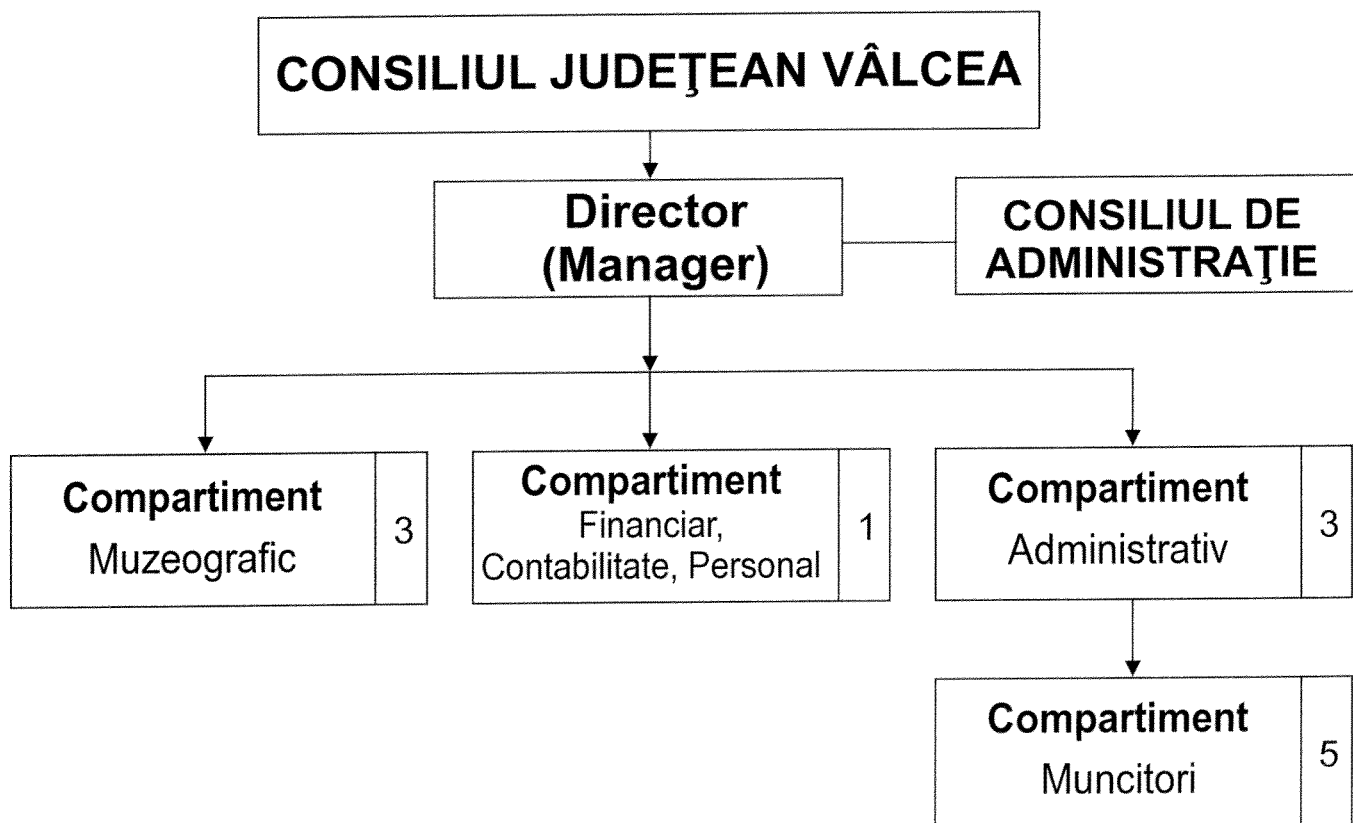 CONSILIUL JUDEŢEAN VÂLCEA
Director
(Manager)
CONSILIUL DE
ADMINISTRAŢIE
Compartiment
Muzeografic
3
Compartiment
Financiar,
Contabilitate, Personal
1
Compartiment
Administrativ
3
Compartiment
Muncitori
5